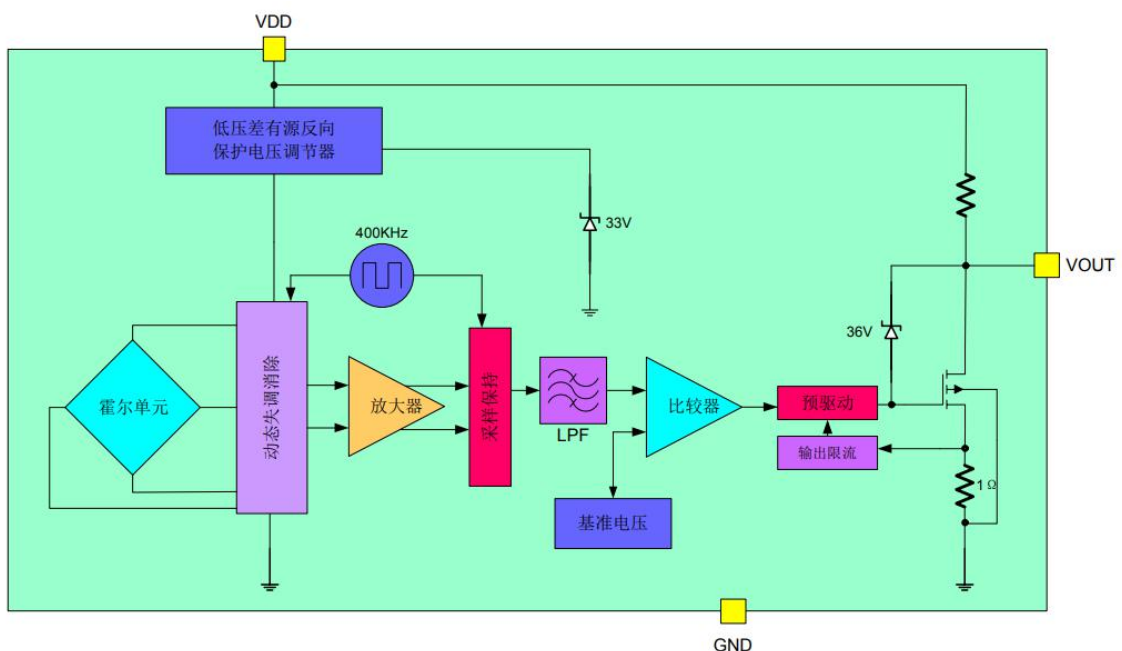 VDD
低压差有源反向
保护电压调节器
400KHz
33V
VOUT
36V
霍尔单元
动态失调消除
放大器
采样保持
LPF
比较器
预驱动
输出限流
1Ω
基准电压
GND